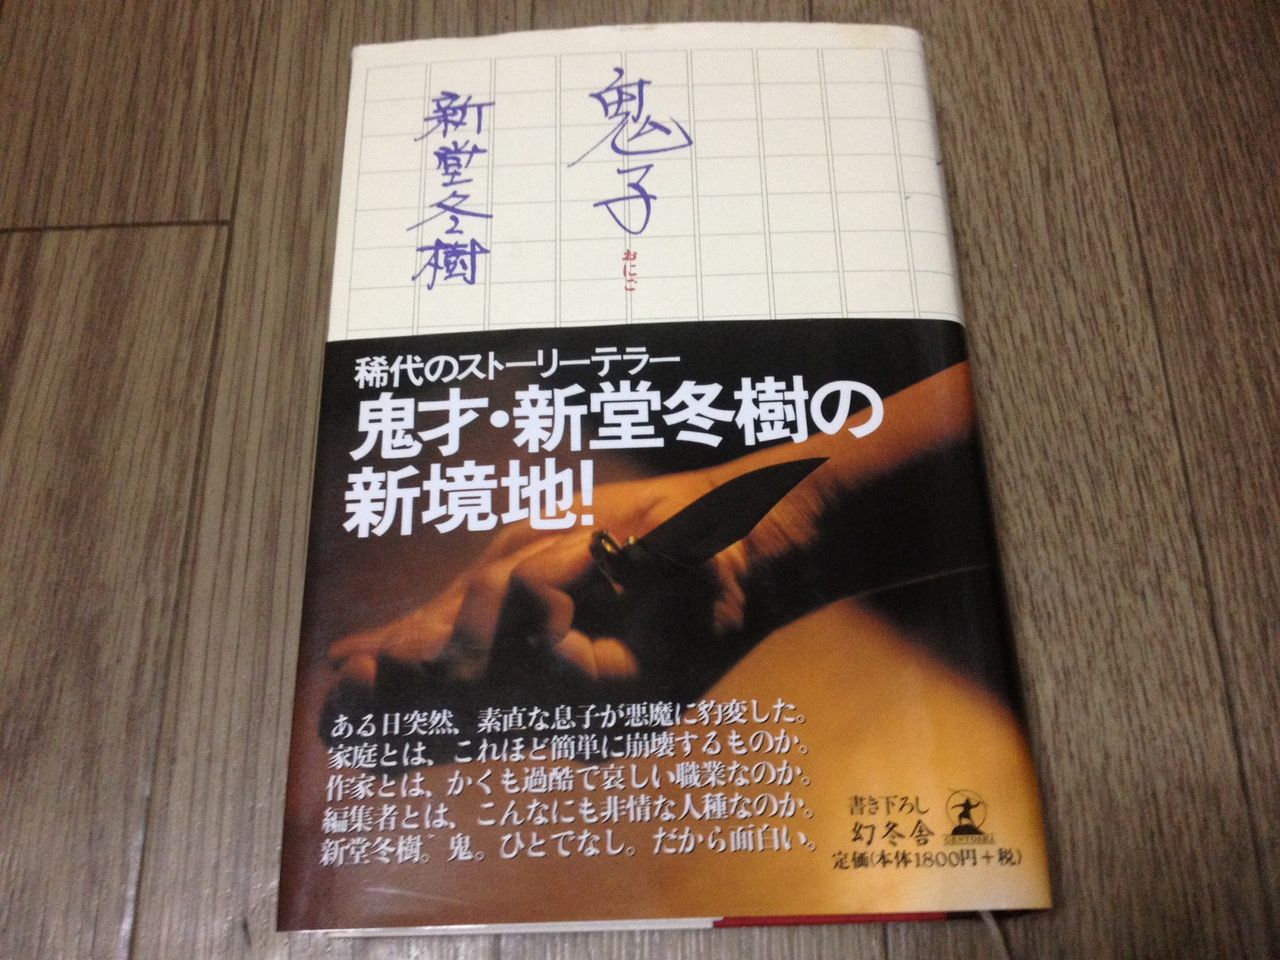 鬼子
おにご
新堂冬樹
稀代のストーリーテラー
鬼才・新堂冬樹の
新境地!
ある日突然、素直な息子が悪魔に豹変した。
家庭とは、これほど簡単に崩壊するものか。
作家とは、かくも過酷で哀しい職業なのか。
編集者とは、こんなにも非情な人種なのか。
新堂冬樹。鬼。ひとでなし。だから面白い。
書き下ろし
幻冬舎
GENTOSHA
定価(本体1800円+税)